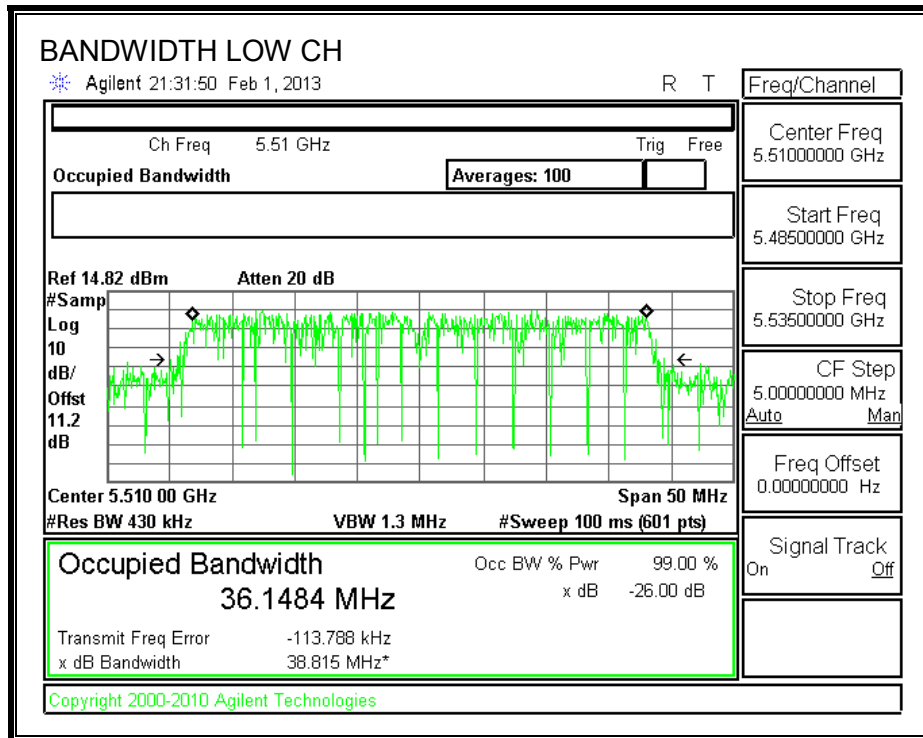 BANDWIDTH LOW CH
Agilent 21:31:50 Feb 1, 2013
R T
Freq/Channel
Ch Freq 5.51 GHz
Trig Free
Occupied Bandwidth
Averages: 100
Center Freq
5.51000000 GHz
Start Freq
5.48500000 GHz
Ref 14.82 dBm Atten 20 dB
#Samp
Log
10
dB/
Offst
11.2
dB
Center 5.510 00 GHz Span 50 MHz
#Res BW 430 kHz VBW 1.3 MHz #Sweep 100 ms (601 pts)
Stop Freq
5.53500000 GHz
CF Step
5.00000000 MHz
Auto Man
Freq Offset
0.00000000 Hz
Signal Track
On Off
Occupied Bandwidth
36.1484 MHz
Occ BW % Pwr 99.00 %
x dB -26.00 dB
Transmit Freq Error -113.788 kHz
x dB Bandwidth 38.815 MHz*
Copyright 2000-2010 Agilent Technologies